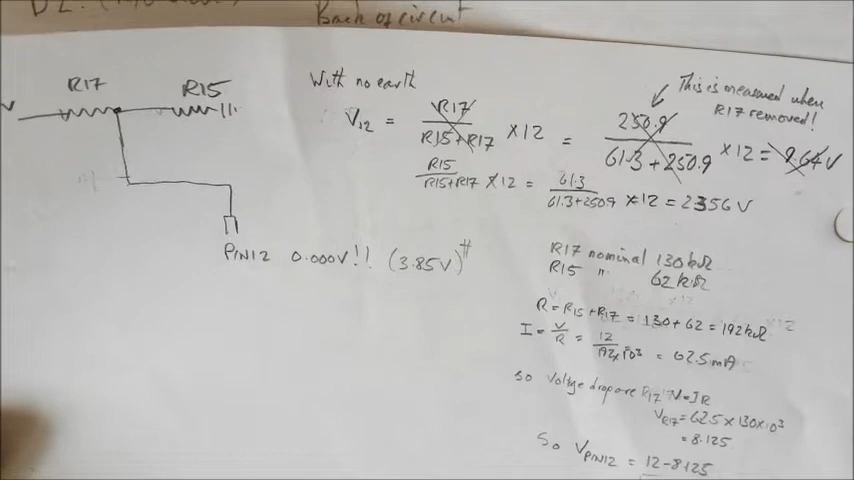 Back of circuit
R17 R15
V
PIN12 0.000V!! (3.85V)#
With no earth
V12 = R17 / R15+R17 ×12 = 250.9 / 61.3+250.9 ×12 = 9.64V
This is measured when
R17 removed!
R15 / R15+R17 ×12 = 61.3 / 61.3+250.9 ×12 = 2.356V
R17 nominal 130kΩ
R15 " 62kΩ
R = R15+R17 = 130+62 = 192kΩ
I = V/R = 12 / 192×10³ = 62.5mA
So Voltage drop R17 V=IR
VR17 = 62.5×130×10³
= 8.125
So VPIN12 = 12-8.125